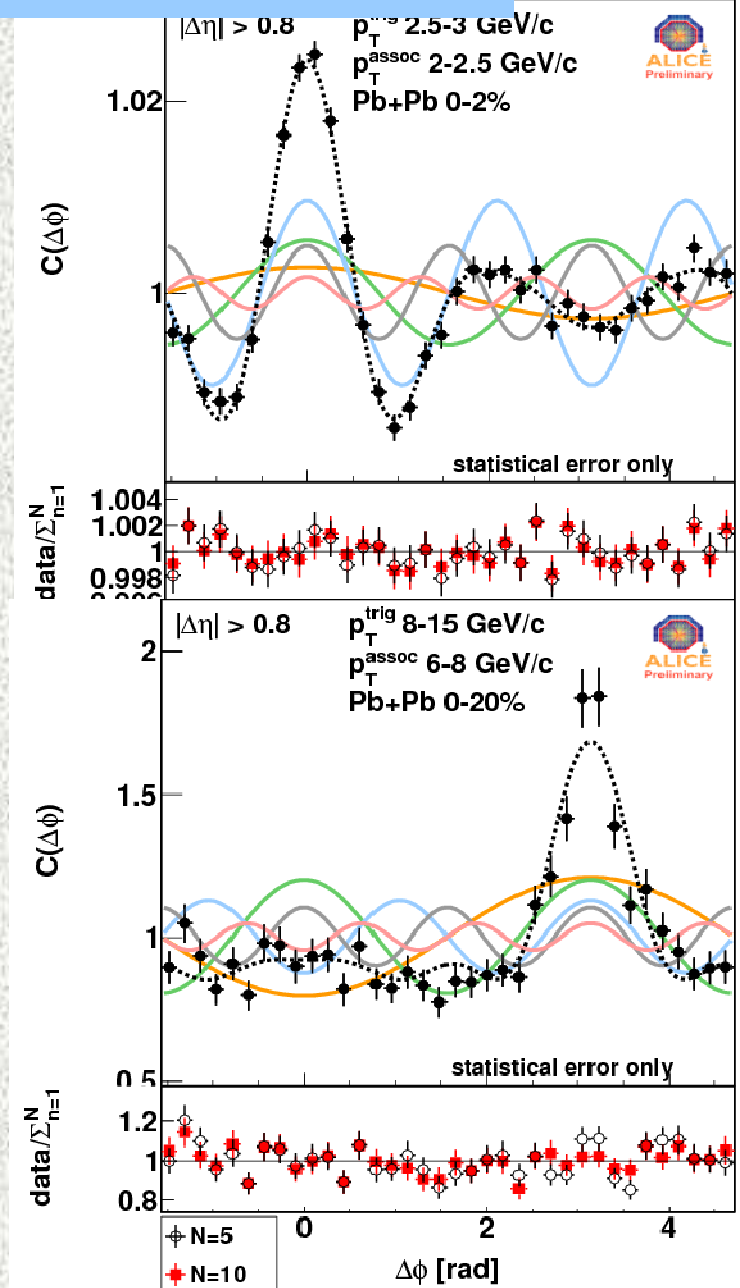 |Δη| > 0.8
p_T^trig 2.5-3 GeV/c
p_T^assoc 2-2.5 GeV/c
Pb+Pb 0-2%
ALICE
Preliminary
1.02
1
C(Δϕ)
statistical error only
1.004
1.002
1
0.998
data/Σ^N_n=1
|Δη| > 0.8
p_T^trig 8-15 GeV/c
p_T^assoc 6-8 GeV/c
Pb+Pb 0-20%
ALICE
Preliminary
2
1.5
1
0.5
C(Δϕ)
statistical error only
1.2
1
0.8
data/Σ^N_n=1
0 2 4
Δϕ [rad]
N=5
N=10